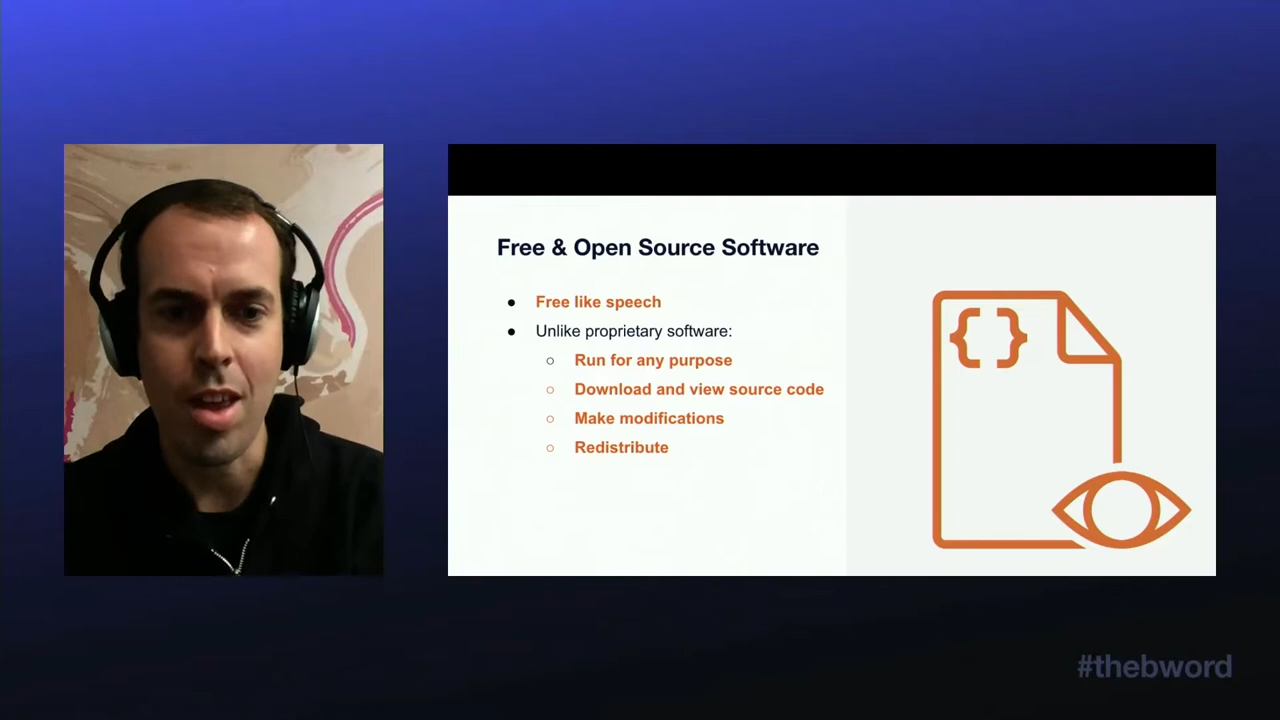 Free & Open Source Software
● Free like speech
● Unlike proprietary software:
○ Run for any purpose
○ Download and view source code
○ Make modifications
○ Redistribute
{ }
#thebword